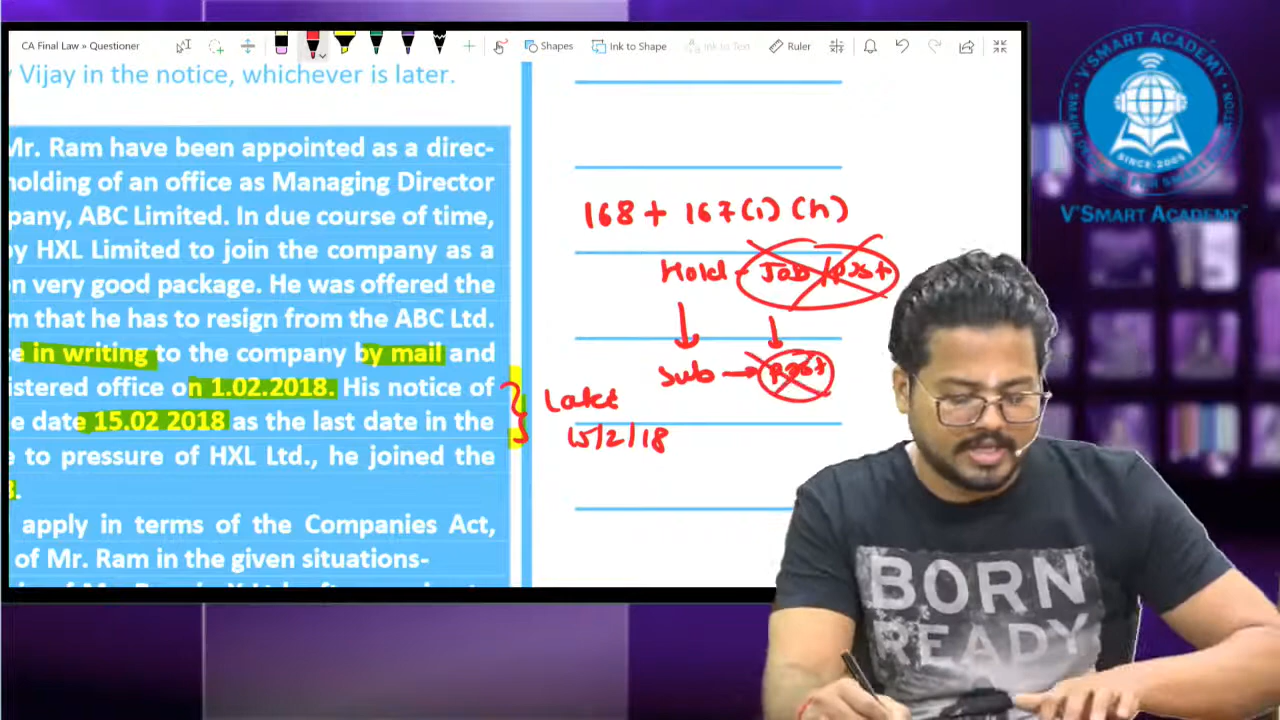 CA Final Law » Questioner
Shapes
Ink to Shape
Ink to Text
Ruler
y Vijay in the notice, whichever is later.
Mr. Ram have been appointed as a direc-
holding of an office as Managing Director
pany, ABC Limited. In due course of time,
by HXL Limited to join the company as a
on very good package. He was offered the
m that he has to resign from the ABC Ltd.
ce in writing to the company by mail and
istered office on 1.02.2018. His notice of
e date 15.02 2018 as the last date in the
e to pressure of HXL Ltd., he joined the
8.
apply in terms of the Companies Act,
of Mr. Ram in the given situations-
168 + 167(1) (h)
Hold - Job / Post
Sub → Post
Later
15/2/18
V'SMART ACADEMY
SINCE-2005
V'SMART ACADEMY
BORN
READY